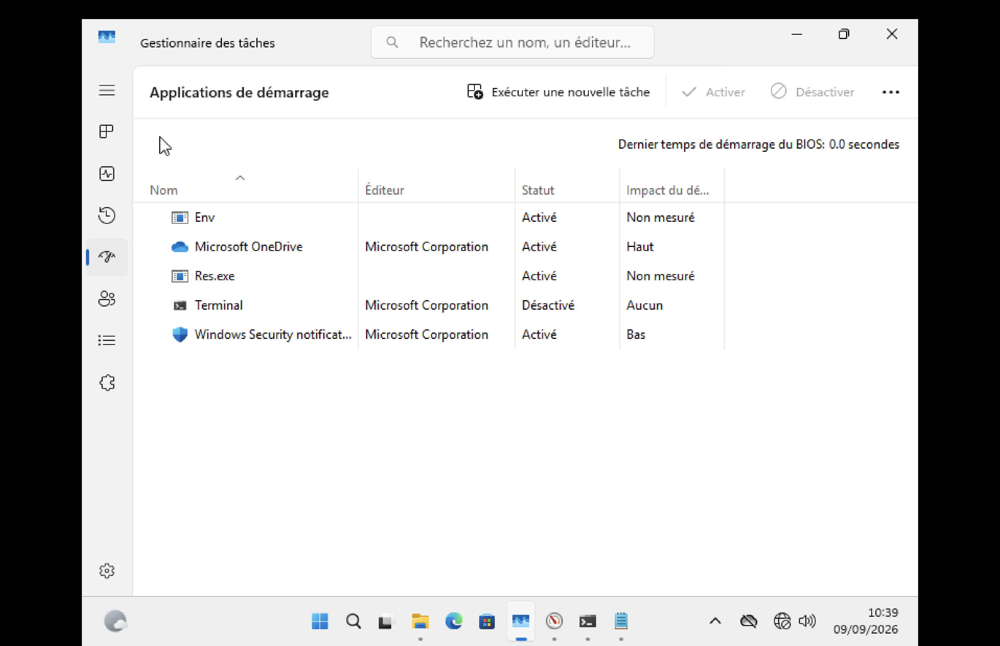 Gestionnaire des tâches
Recherchez un nom, un éditeur...
Applications de démarrage
Exécuter une nouvelle tâche
Activer
Désactiver
Dernier temps de démarrage du BIOS: 0.0 secondes
Nom Éditeur Statut Impact du dé...
Env Activé Non mesuré
Microsoft OneDrive Microsoft Corporation Activé Haut
Res.exe Activé Non mesuré
Terminal Microsoft Corporation Désactivé Aucun
Windows Security notificat... Microsoft Corporation Activé Bas
10:39
09/09/2026